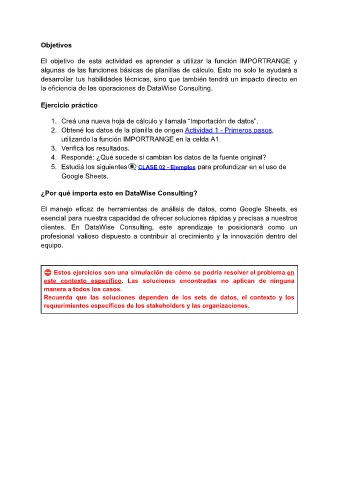 Objetivos
El objetivo de esta actividad es aprender a utilizar la función IMPORTRANGE y
algunas de las funciones básicas de planillas de cálculo. Esto no solo te ayudará a
desarrollar tus habilidades técnicas, sino que también tendrá un impacto directo en
la eficiencia de las operaciones de DataWise Consulting.
Ejercicio práctico
1. Creá una nueva hoja de cálculo y llamala “Importación de datos”.
2. Obtené los datos de la planilla de origen Actividad 1 - Primeros pasos,
utilizando la función IMPORTRANGE en la celda A1.
3. Verificá los resultados.
4. Respondé: ¿Qué sucede si cambian los datos de la fuente original?
5. Estudiá los siguientes CLASE 02 - Ejemplos para profundizar en el uso de
Google Sheets.
¿Por qué importa esto en DataWise Consulting?
El manejo eficaz de herramientas de análisis de datos, como Google Sheets, es
esencial para nuestra capacidad de ofrecer soluciones rápidas y precisas a nuestros
clientes. En DataWise Consulting, este aprendizaje te posicionará como un
profesional valioso dispuesto a contribuir al crecimiento y la innovación dentro del
equipo.
Estos ejercicios son una simulación de cómo se podría resolver el problema en
este contexto específico. Las soluciones encontradas no aplican de ninguna
manera a todos los casos.
Recuerda que las soluciones dependen de los sets de datos, el contexto y los
requerimientos específicos de los stakeholders y las organizaciones.